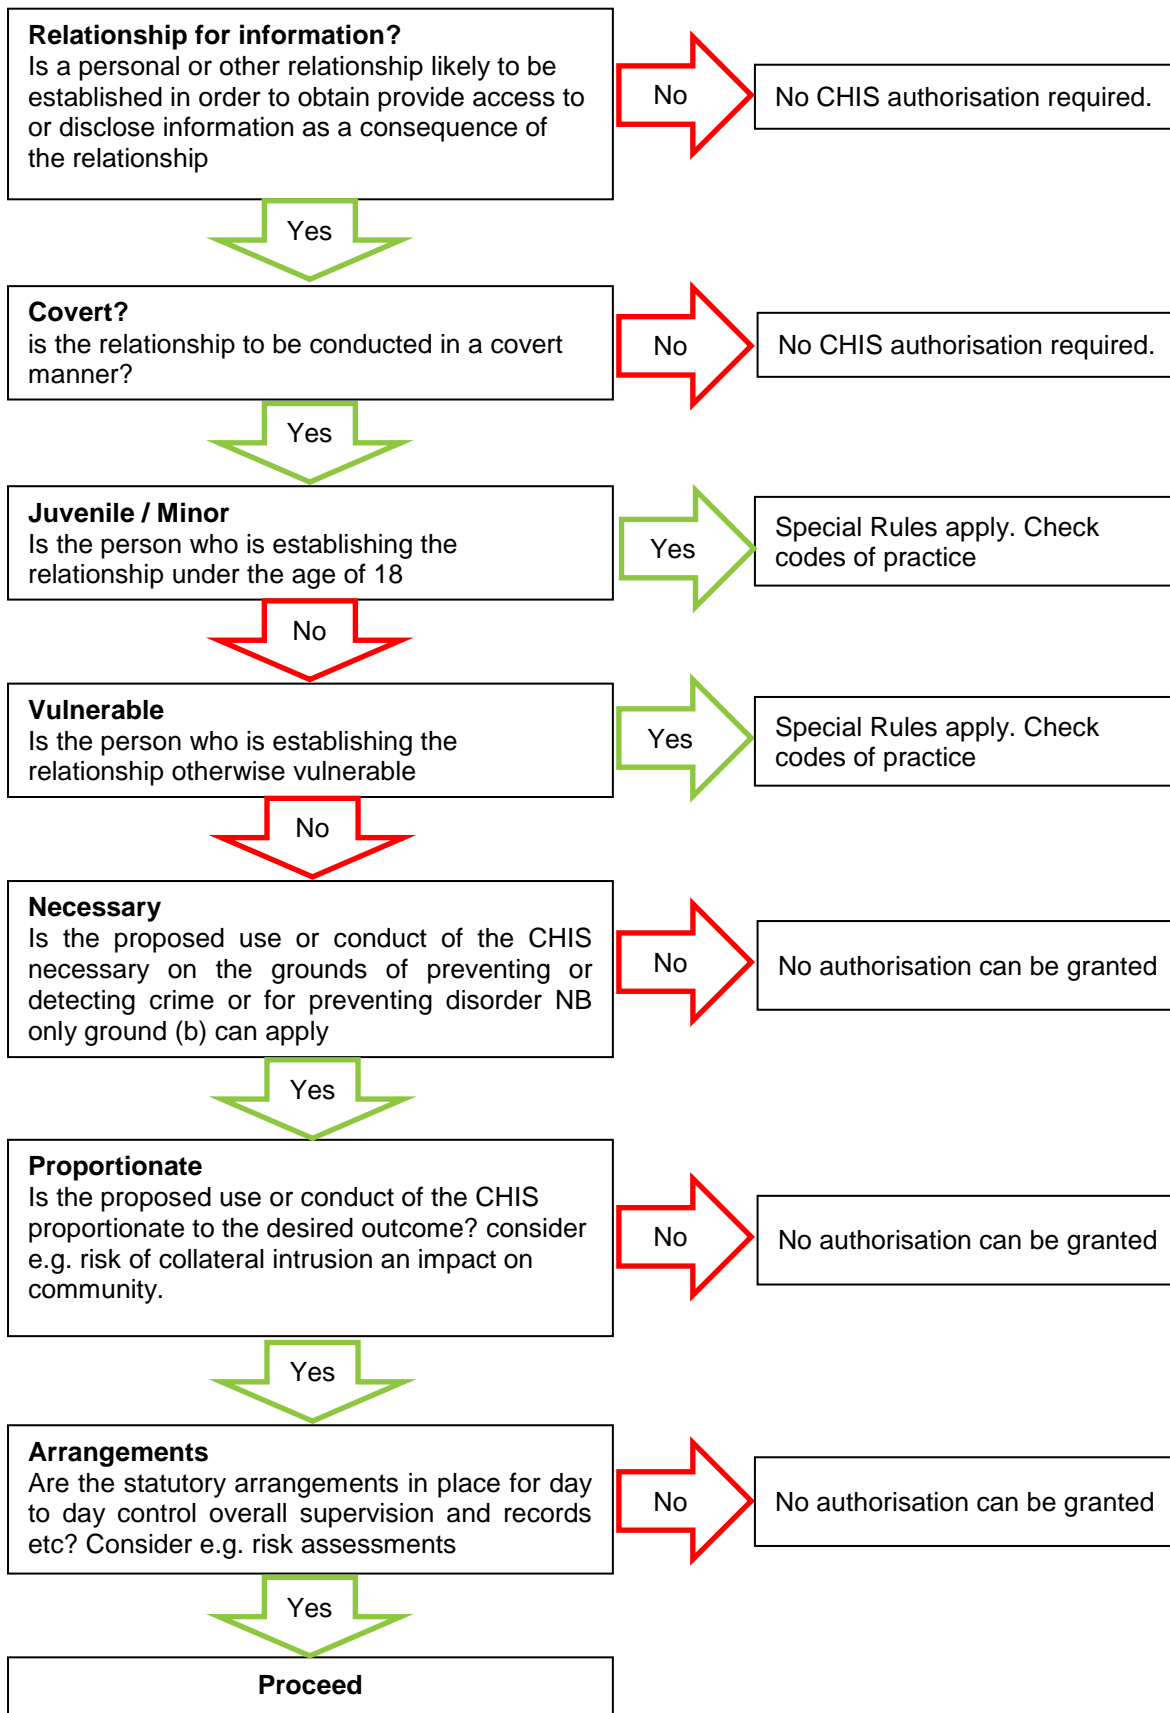 Relationship for information?
Is a personal or other relationship likely to be
established in order to obtain provide access to
or disclose information as a consequence of
the relationship
No
No CHIS authorisation required.
Yes
Covert?
is the relationship to be conducted in a covert
manner?
No
No CHIS authorisation required.
Yes
Juvenile / Minor
Is the person who is establishing the
relationship under the age of 18
Yes
Special Rules apply. Check
codes of practice
No
Vulnerable
Is the person who is establishing the
relationship otherwise vulnerable
Yes
Special Rules apply. Check
codes of practice
No
Necessary
Is the proposed use or conduct of the CHIS
necessary on the grounds of preventing or
detecting crime or for preventing disorder NB
only ground (b) can apply
No
No authorisation can be granted
Yes
Proportionate
Is the proposed use or conduct of the CHIS
proportionate to the desired outcome? consider
e.g. risk of collateral intrusion an impact on
community.
No
No authorisation can be granted
Yes
Arrangements
Are the statutory arrangements in place for day
to day control overall supervision and records
etc? Consider e.g. risk assessments
No
No authorisation can be granted
Yes
Proceed